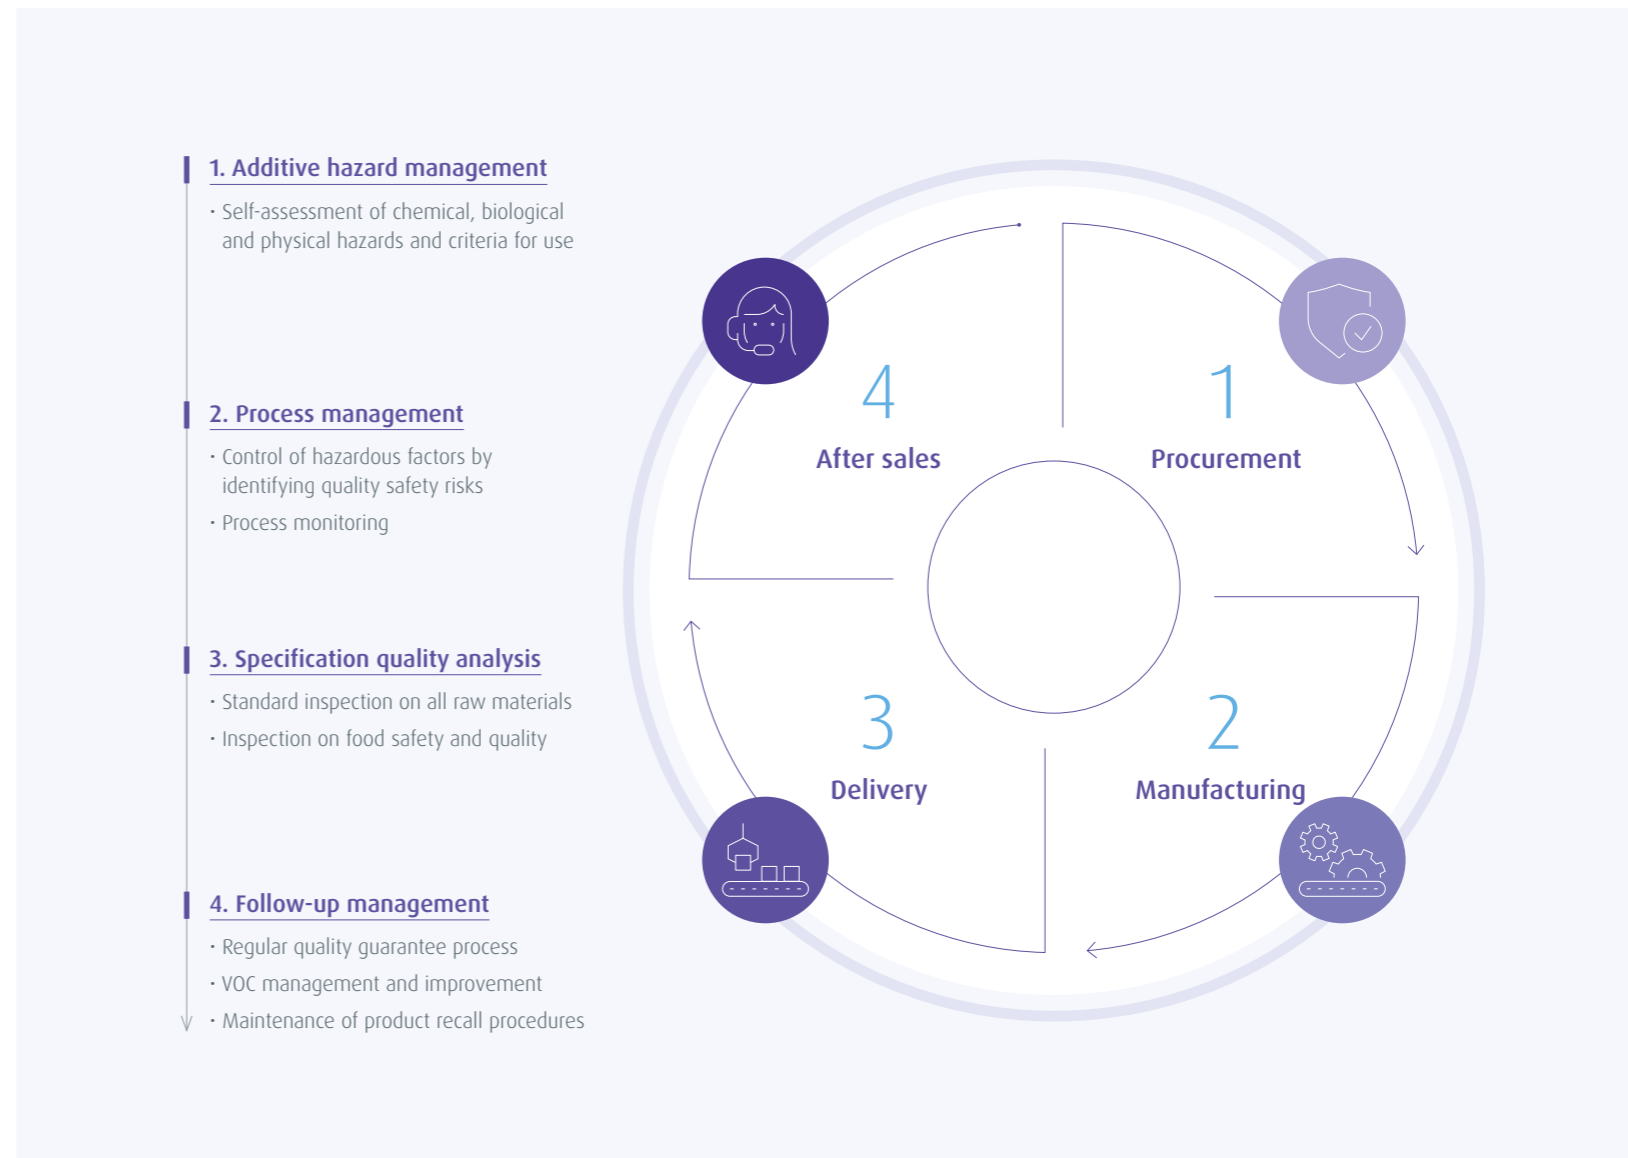 1. Additive hazard management
· Self-assessment of chemical, biological
and physical hazards and criteria for use
2. Process management
· Control of hazardous factors by
identifying quality safety risks
· Process monitoring
3. Specification quality analysis
· Standard inspection on all raw materials
· Inspection on food safety and quality
4. Follow-up management
· Regular quality guarantee process
· VOC management and improvement
· Maintenance of product recall procedures
1
Procurement
2
Manufacturing
3
Delivery
4
After sales